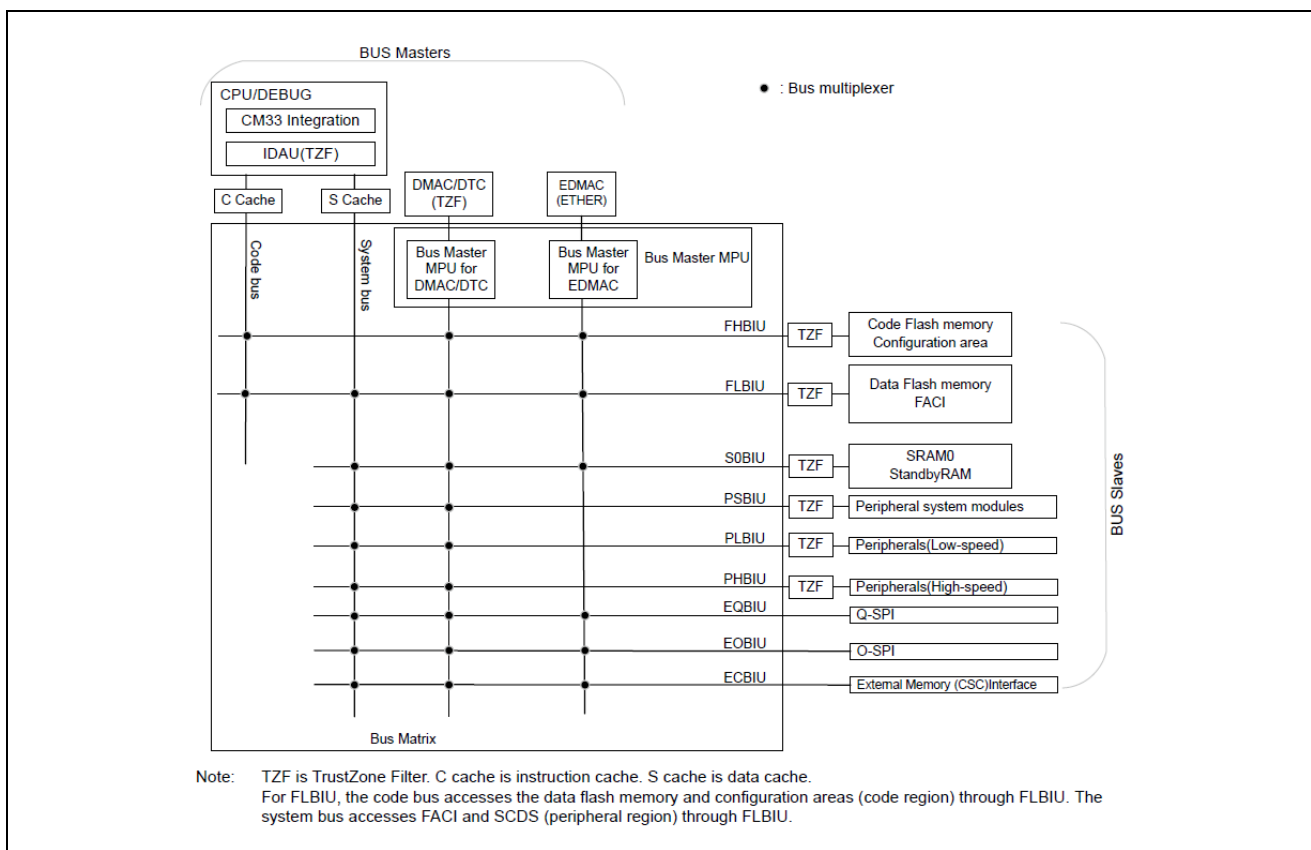 BUS Masters
● : Bus multiplexer
CPU/DEBUG
CM33 Integration
IDAU(TZF)
C Cache
S Cache
DMAC/DTC
(TZF)
EDMAC
(ETHER)
Code bus
System bus
Bus Master
MPU for
DMAC/DTC
Bus Master
MPU for
EDMAC
Bus Master MPU
FHBIU
TZF
Code Flash memory
Configuration area
FLBIU
TZF
Data Flash memory
FACI
S0BIU
TZF
SRAM0
StandbyRAM
PSBIU
TZF
Peripheral system modules
PLBIU
TZF
Peripherals(Low-speed)
PHBIU
TZF
Peripherals(High-speed)
EQBIU
Q-SPI
EOBIU
O-SPI
ECBIU
External Memory (CSC)Interface
BUS Slaves
Bus Matrix
Note: TZF is TrustZone Filter. C cache is instruction cache. S cache is data cache.
For FLBIU, the code bus accesses the data flash memory and configuration areas (code region) through FLBIU. The
system bus accesses FACI and SCDS (peripheral region) through FLBIU.